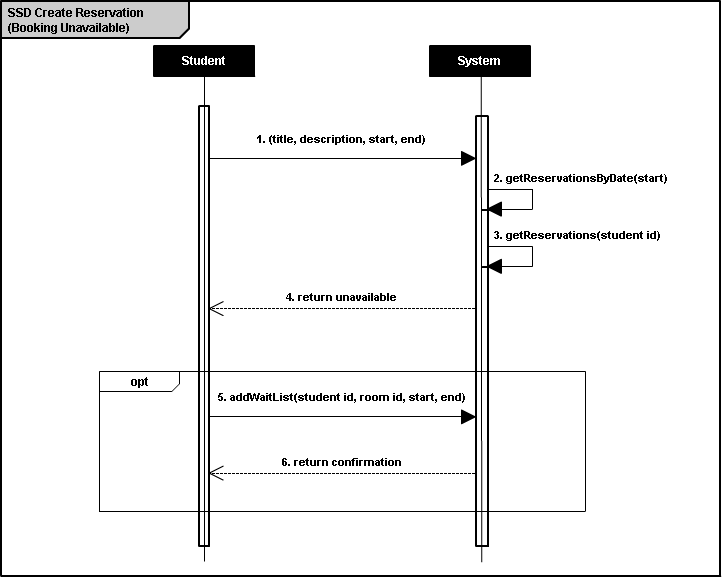 SSD Create Reservation
(Booking Unavailable)
Student
System
1. (title, description, start, end)
2. getReservationsByDate(start)
3. getReservations(student id)
4. return unavailable
opt
5. addWaitList(student id, room id, start, end)
6. return confirmation